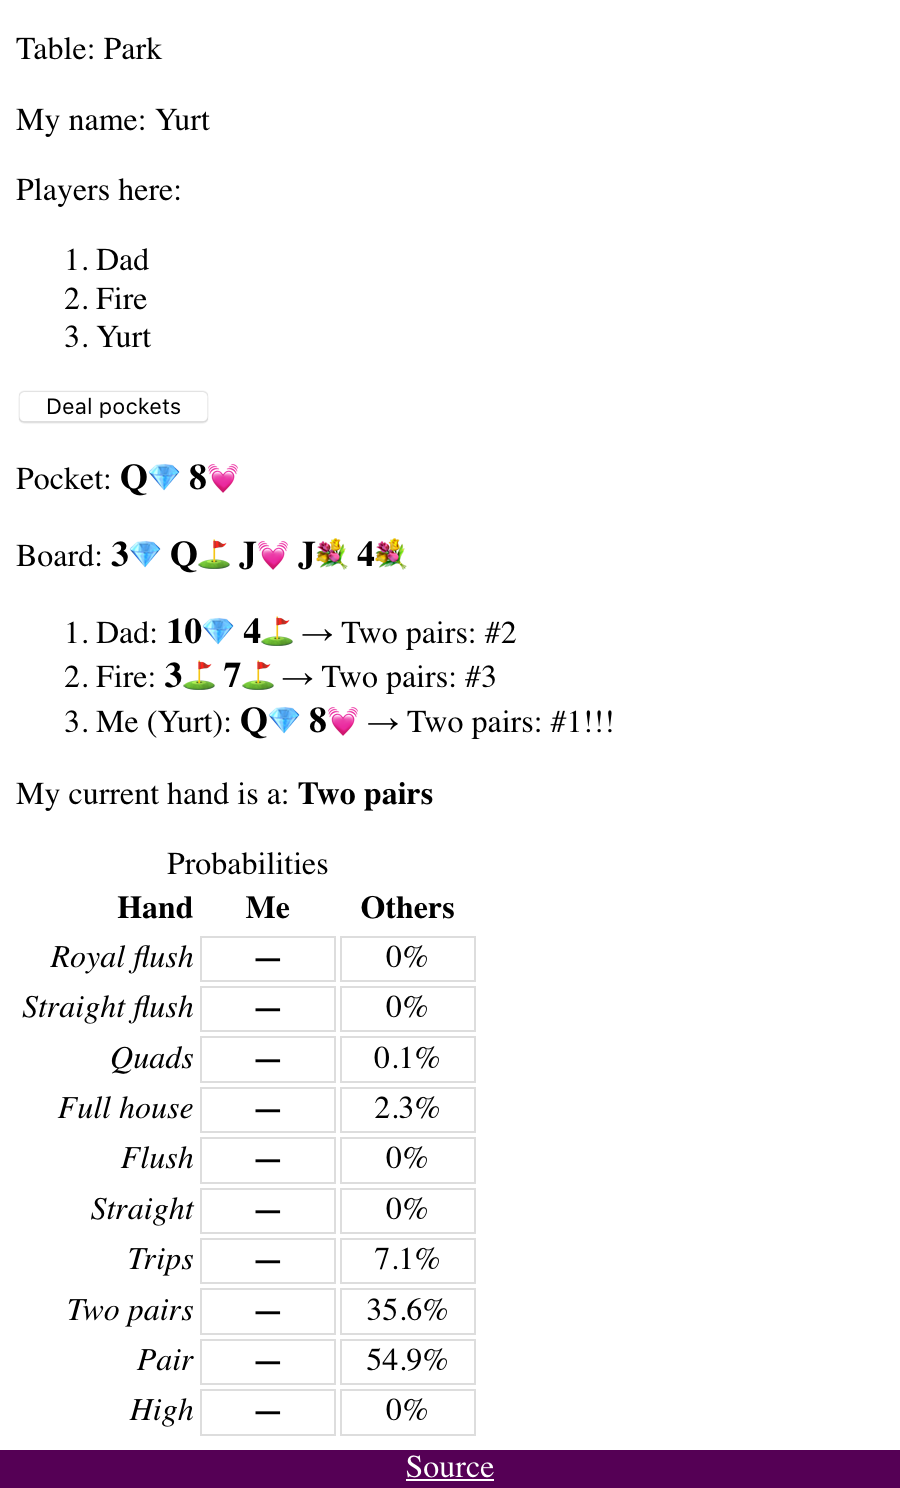 Table: Park
My name: Yurt
Players here:
1. Dad
2. Fire
3. Yurt
Deal pockets
Pocket: Q💎 8💓
Board: 3💎 Q⛳ J💓 J💐 4💐
1. Dad: 10💎 4⛳ → Two pairs: #2
2. Fire: 3⛳ 7⛳ → Two pairs: #3
3. Me (Yurt): Q💎 8💓 → Two pairs: #1!!!
My current hand is a: Two pairs
Probabilities
Hand Me Others
Royal flush — 0%
Straight flush — 0%
Quads — 0.1%
Full house — 2.3%
Flush — 0%
Straight — 0%
Trips — 7.1%
Two pairs — 35.6%
Pair — 54.9%
High — 0%
Source